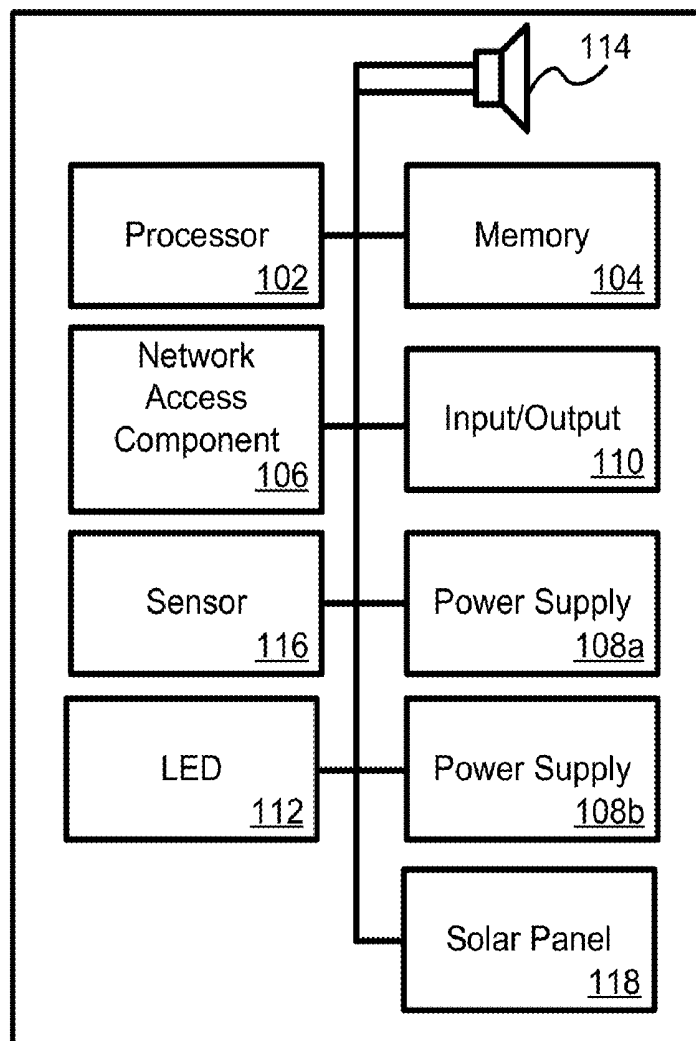 114
Processor
102
Memory
104
Network
Access
Component
106
Input/Output
110
Sensor
116
Power Supply
108a
LED
112
Power Supply
108b
Solar Panel
118